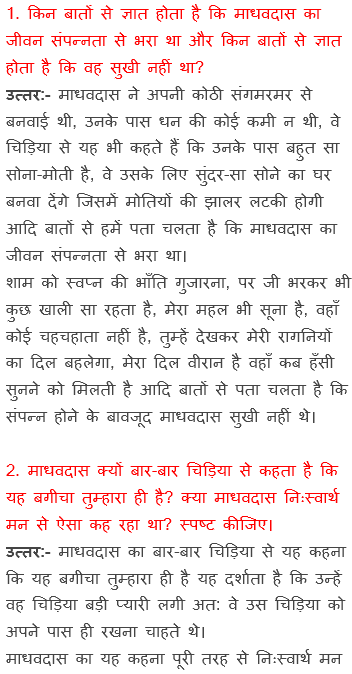 1. किन बातों से ज्ञात होता है कि माधवदास का
जीवन संपन्नता से भरा था और किन बातों से ज्ञात
होता है कि वह सुखी नहीं था?
उत्तर:- माधवदास ने अपनी कोठी संगमरमर से
बनवाई थी, उनके पास धन की कोई कमी न थी, वे
चिड़िया से यह भी कहते हैं कि उनके पास बहुत सा
सोना-मोती है, वे उसके लिए सुंदर-सा सोने का घर
बनवा देंगे जिसमें मोतियों की झालर लटकी होगी
आदि बातों से हमें पता चलता है कि माधवदास का
जीवन संपन्नता से भरा था।
शाम को स्वप्न की भाँति गुजारना, पर जी भरकर भी
कुछ खाली सा रहता है, मेरा महल भी सूना है, वहाँ
कोई चहचहाता नहीं है, तुम्हें देखकर मेरी रागनियों
का दिल बहलेगा, मेरा दिल वीरान है वहाँ कब हँसी
सुनने को मिलती है आदि बातों से पता चलता है कि
संपन्न होने के बावजूद माधवदास सुखी नहीं थे।
2. माधवदास क्यों बार-बार चिड़िया से कहता है कि
यह बगीचा तुम्हारा ही है? क्या माधवदास निःस्वार्थ
मन से ऐसा कह रहा था? स्पष्ट कीजिए।
उत्तर:- माधवदास का बार-बार चिड़िया से यह कहना
कि यह बगीचा तुम्हारा ही है यह दर्शाता है कि उन्हें
वह चिड़िया बड़ी प्यारी लगी अत: वे उस चिड़िया को
अपने पास ही रखना चाहते थे।
माधवदास का यह कहना पूरी तरह से निःस्वार्थ मन